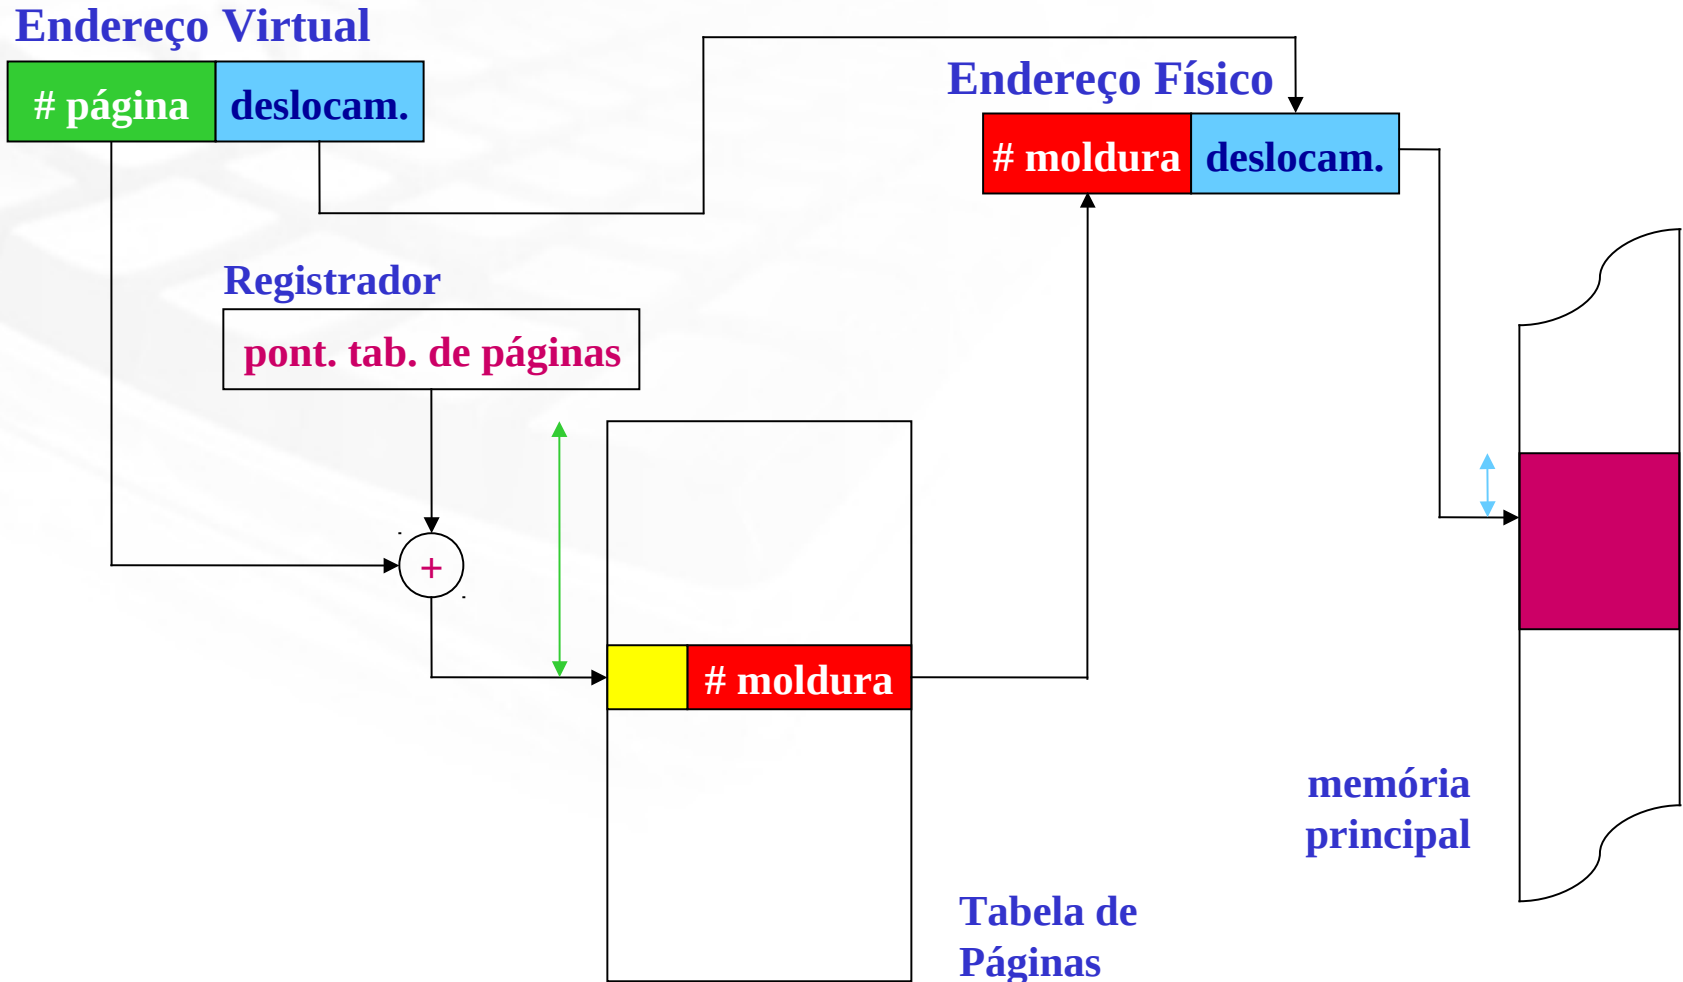 Endereço Virtual
# página deslocam.
Endereço Físico
# moldura deslocam.
Registrador
pont. tab. de páginas
+
# moldura
memória
principal
Tabela de
Páginas